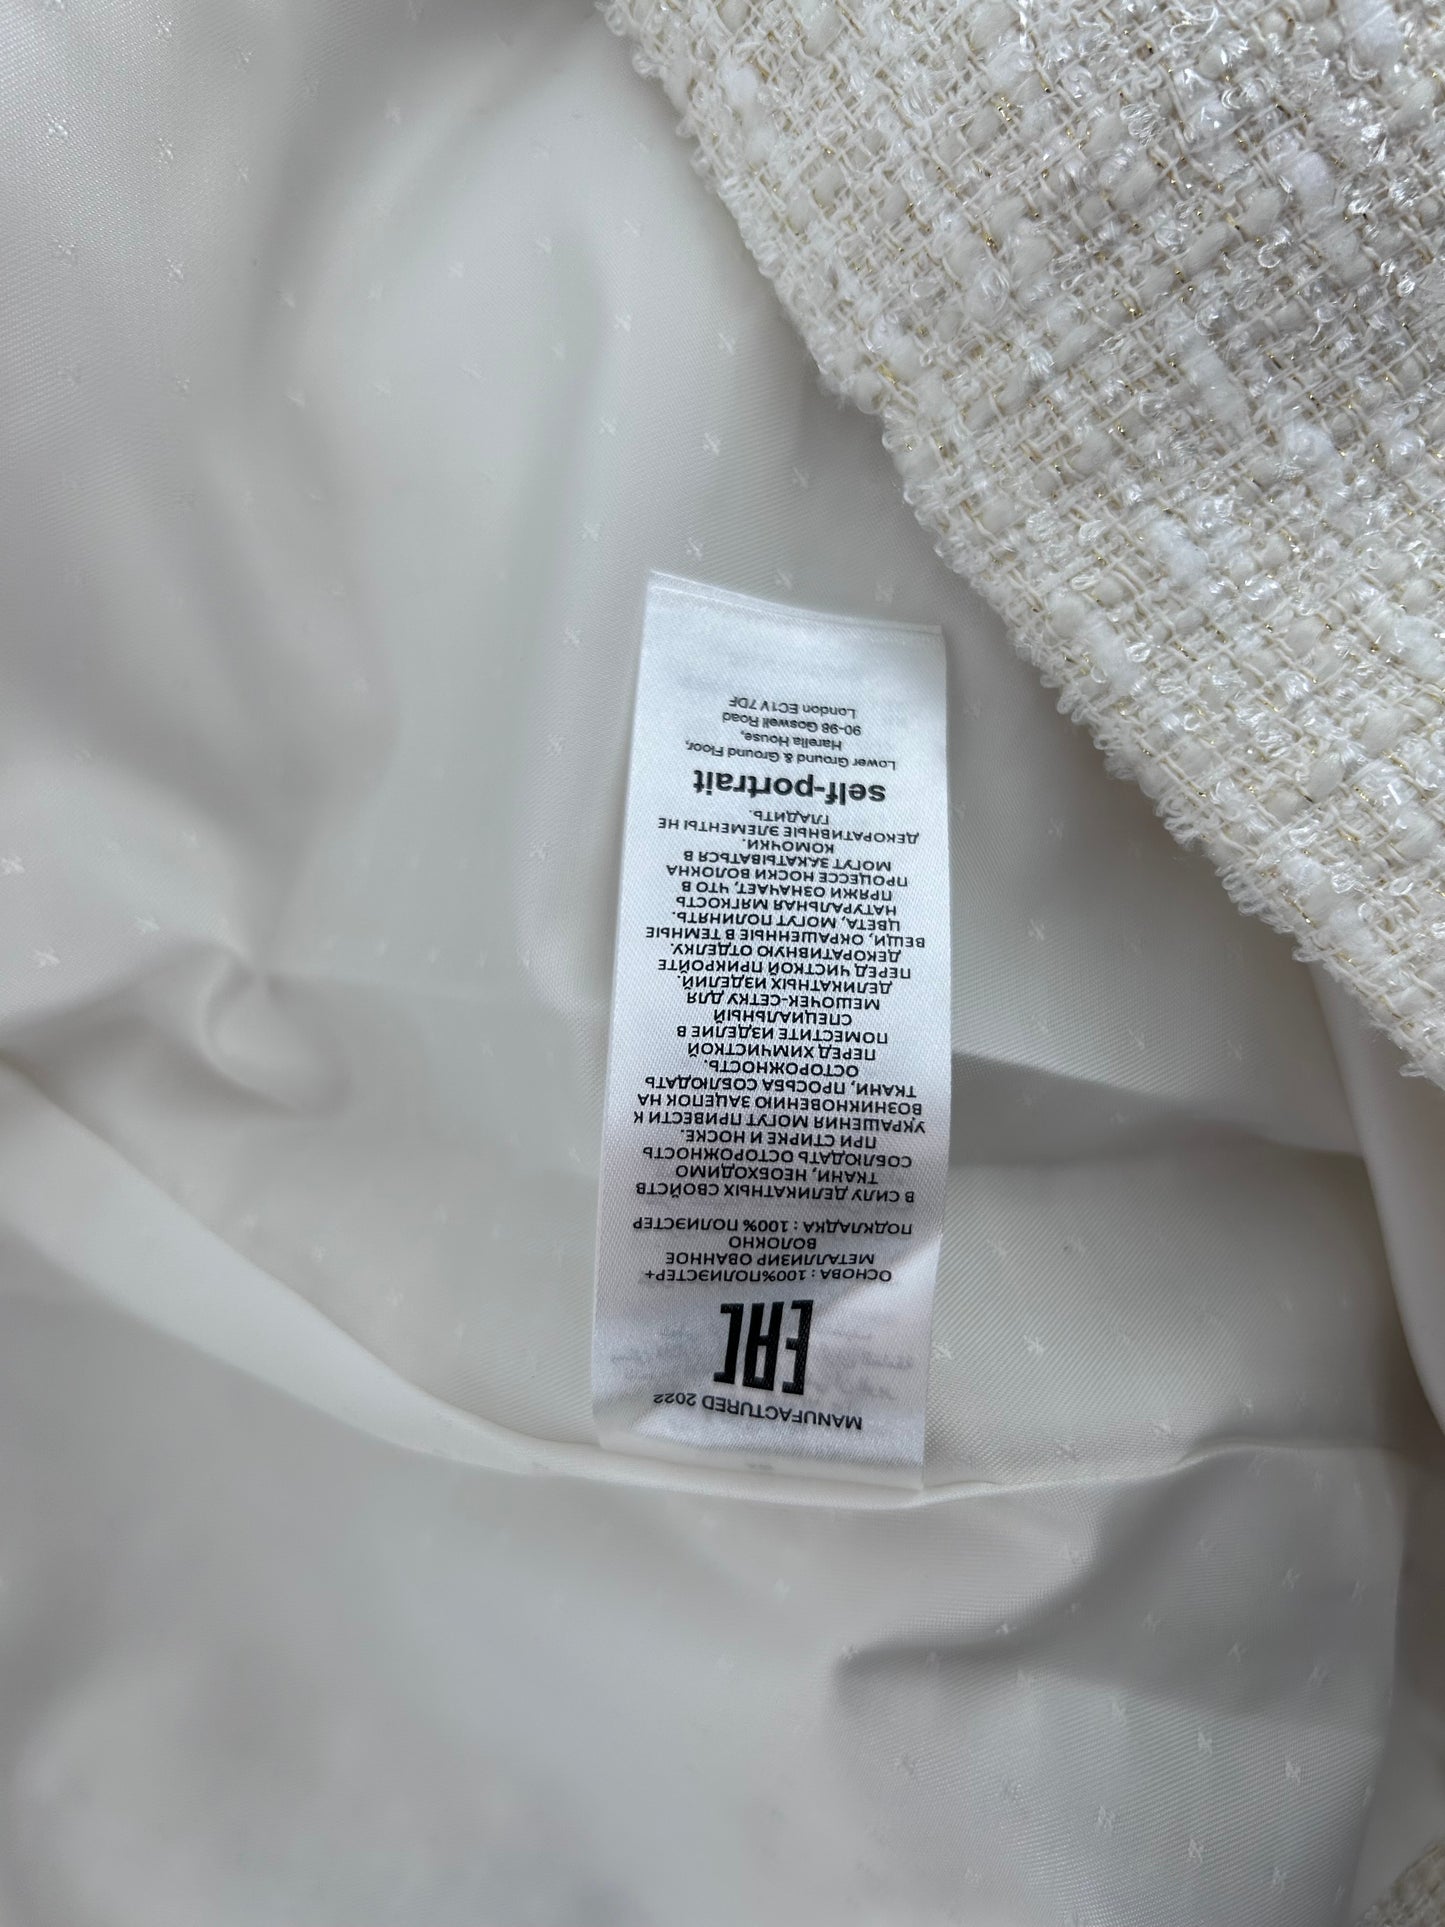 MANUFACTURED 2022
EAC
ОСНОВА : 100%ПОЛИЭСТЕР+
МЕТАЛЛИЗИР ОВАННОЕ
ВОЛОКНО
ПОДКЛАДКА : 100% ПОЛИЭСТЕР
В СИЛУ ДЕЛИКАТНЫХ СВОЙСТВ
ТКАНИ, НЕОБХОДИМО
СОБЛЮДАТЬ ОСТОРОЖНОСТЬ
ПРИ СТИРКЕ И НОСКЕ.
УКРАШЕНИЯ МОГУТ ПРИВЕСТИ К
ВОЗНИКНОВЕНИЮ ЗАЦЕПОК НА
ТКАНИ, ПРОСЬБА СОБЛЮДАТЬ
ОСТОРОЖНОСТЬ.
ПЕРЕД ХИМЧИСТКОЙ
ПОМЕСТИТЕ ИЗДЕЛИЕ В
СПЕЦИАЛЬНЫЙ
МЕШОЧЕК-СЕТКУ ДЛЯ
ДЕЛИКАТНЫХ ИЗДЕЛИЙ.
ПЕРЕД ЧИСТКОЙ ПРИКРОЙТЕ
ДЕКОРАТИВНУЮ ОТДЕЛКУ.
ВЕЩИ, ОКРАШЕННЫЕ В ТЕМНЫЕ
ЦВЕТА, МОГУТ ПОЛИНЯТЬ.
НАТУРАЛЬНАЯ МЯГКОСТЬ
ПРЯЖИ ОЗНАЧАЕТ, ЧТО В
ПРОЦЕССЕ НОСКИ ВОЛОКНА
МОГУТ ЗАКАТЫВАТЬСЯ В
КОМОЧКИ.
ДЕКОРАТИВНЫЕ ЭЛЕМЕНТЫ НЕ
ГЛАДИТЬ.
self-portrait
Lower Ground & Ground Floor,
Harella House,
90-98 Goswell Road
London EC1V 7DF